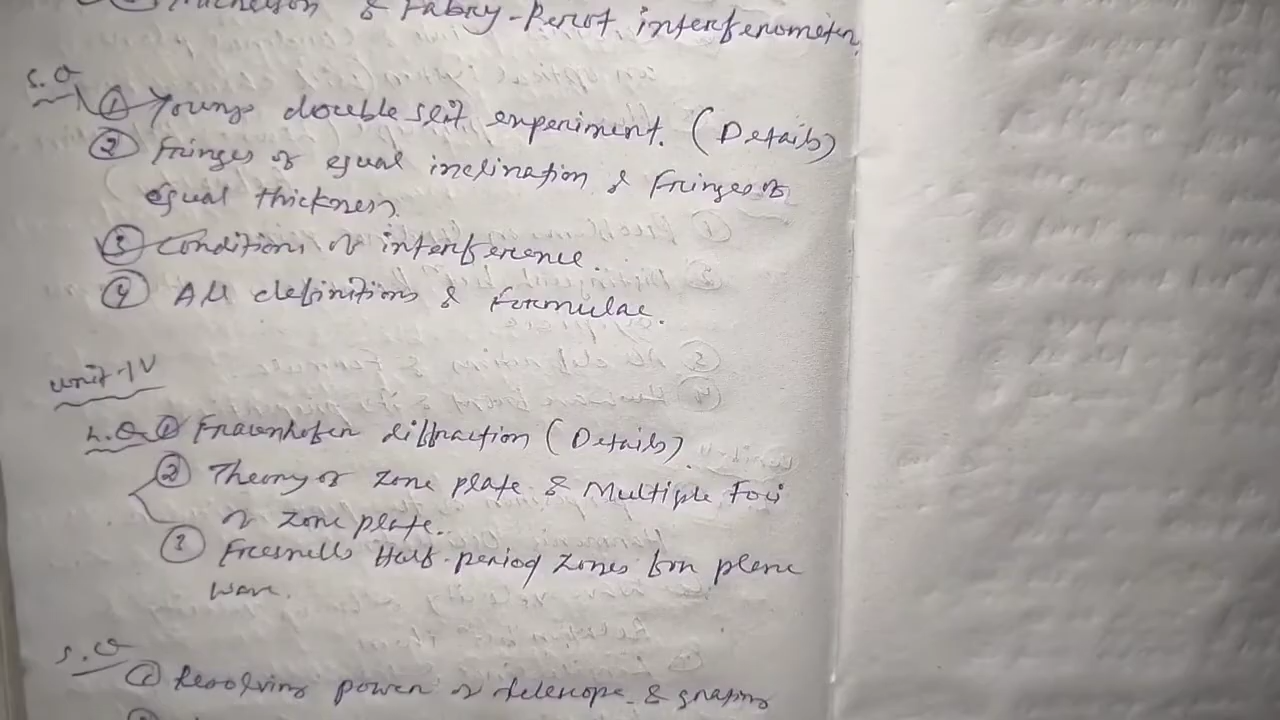 Michelson & Fabry-Perot interferometer
S.Q
① Youngs double slit experiment. (Details)
② Fringes of equal inclination & Fringes of
equal thickness.
③ Conditions of interference.
④ All definitions & Formulae.
Unit-IV
L.Q ① Fraunhofer diffraction (Details)
② Theory of zone plate & Multiple Foci
of zone plate.
③ Fresnells Half-period zones for plane
wave.
S.Q
① Resolving power of telescope & grating